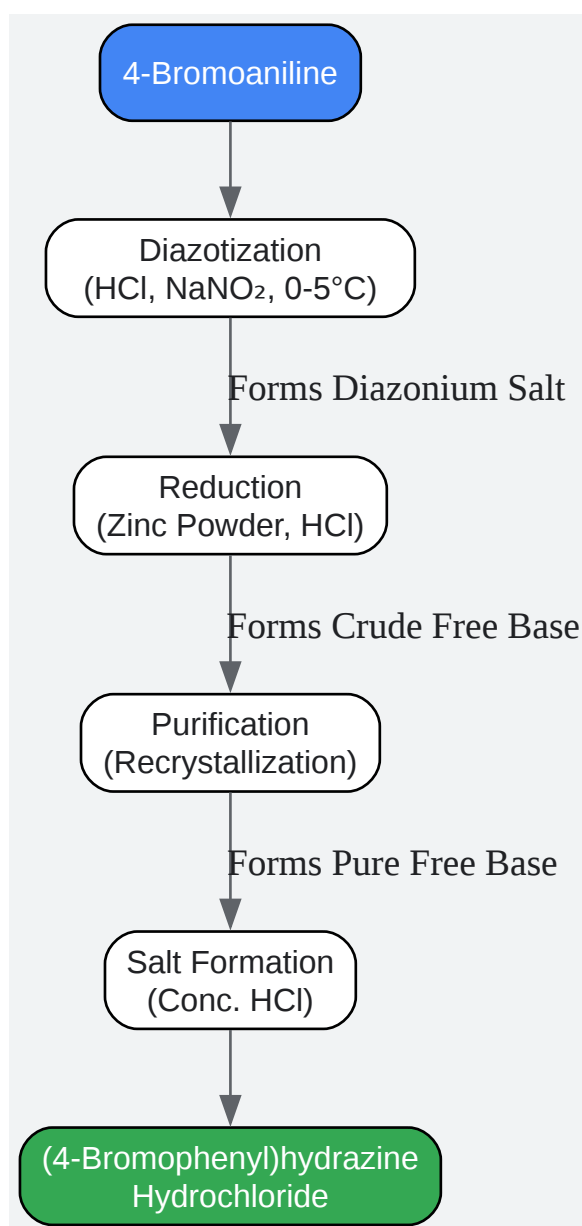 4-Bromoaniline
Diazotization
(HCl, NaNO₂, 0-5°C)
Forms Diazonium Salt
Reduction
(Zinc Powder, HCl)
Forms Crude Free Base
Purification
(Recrystallization)
Forms Pure Free Base
Salt Formation
(Conc. HCl)
(4-Bromophenyl)hydrazine
Hydrochloride